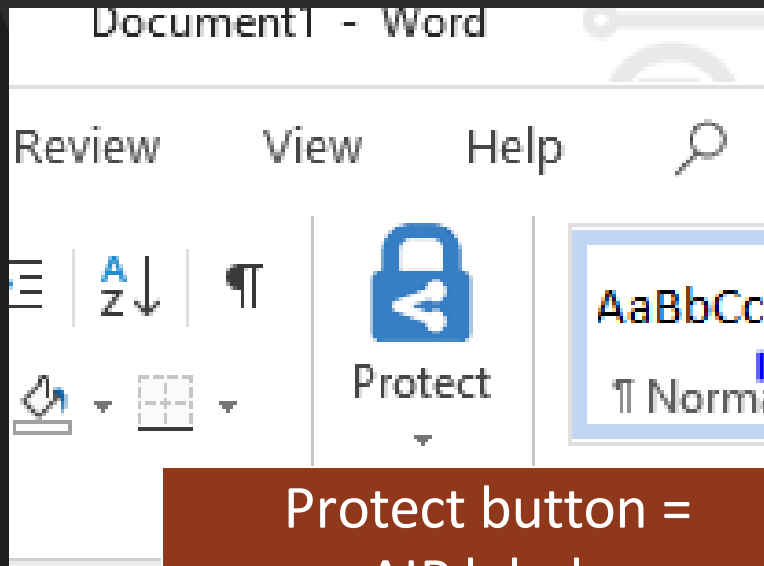 Document1 - Word
Review View Help
A
Z
¶
Protect
AaBbCc
¶ Norma
Protect button =